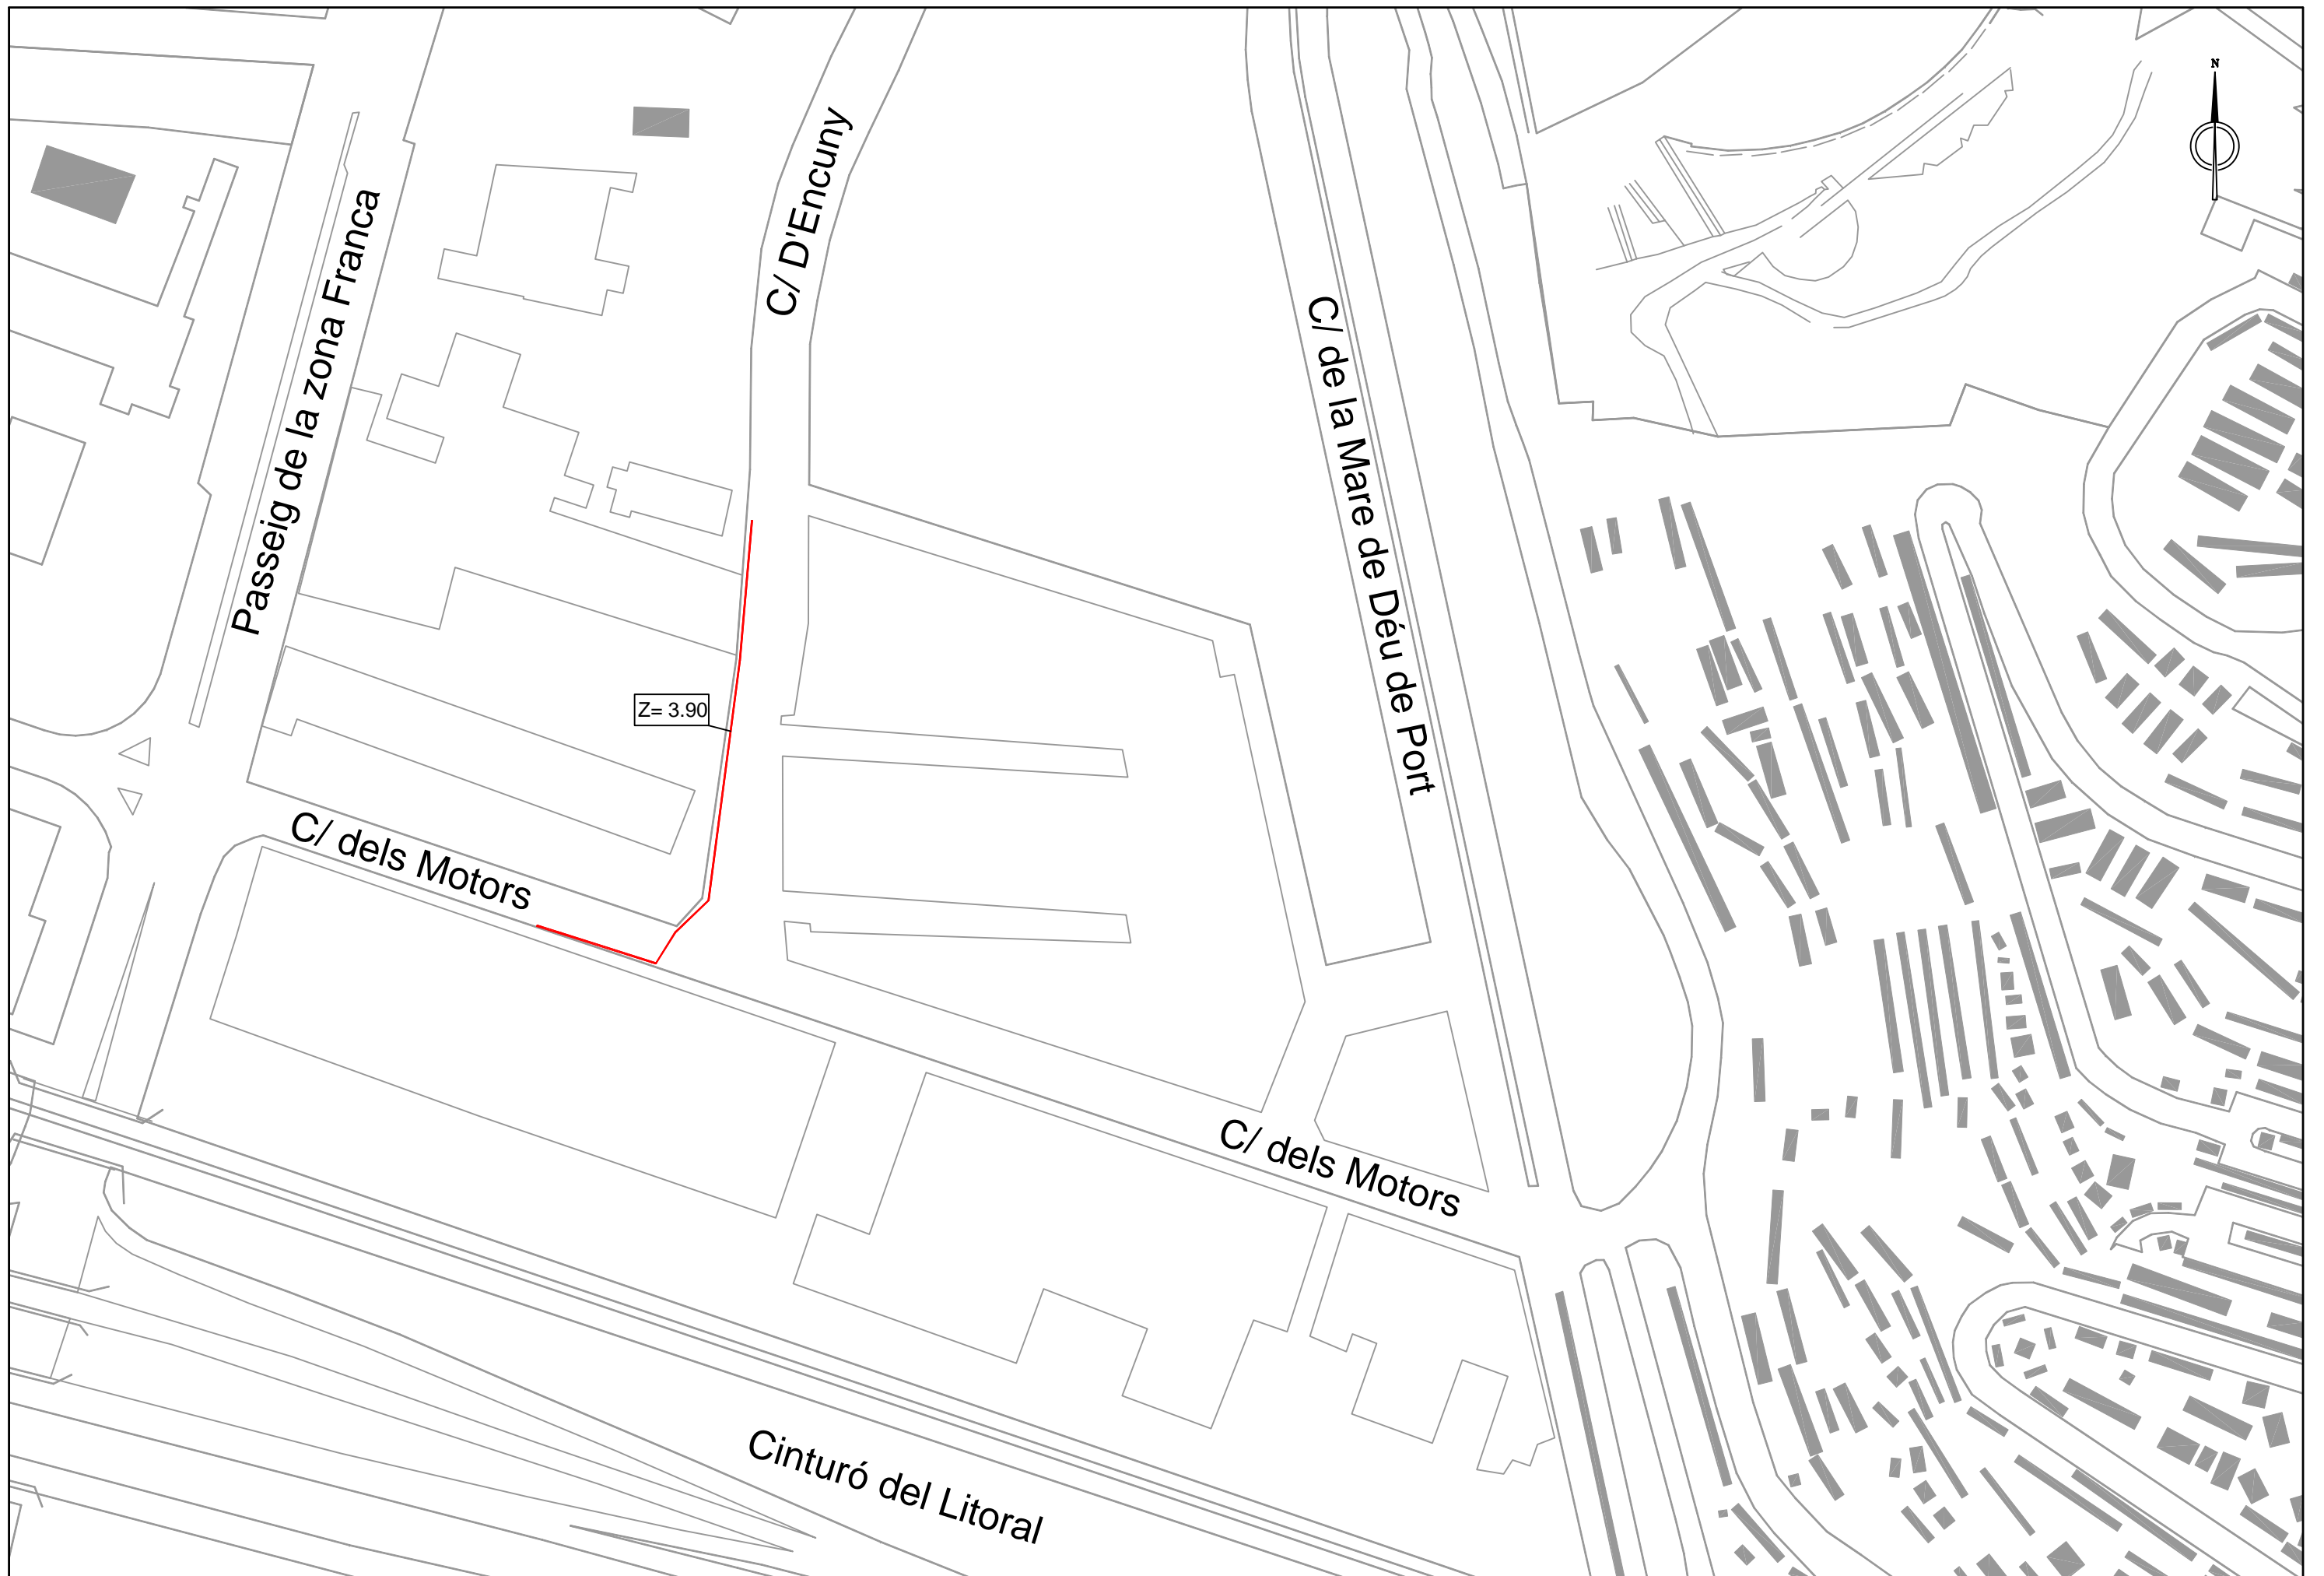 N
C/ D'Encuny
Passeig de la zona Franca
C/ de la Mare de Déu de Port
Z= 3.90
C/ dels Motors
C/ dels Motors
Cinturó del Litoral